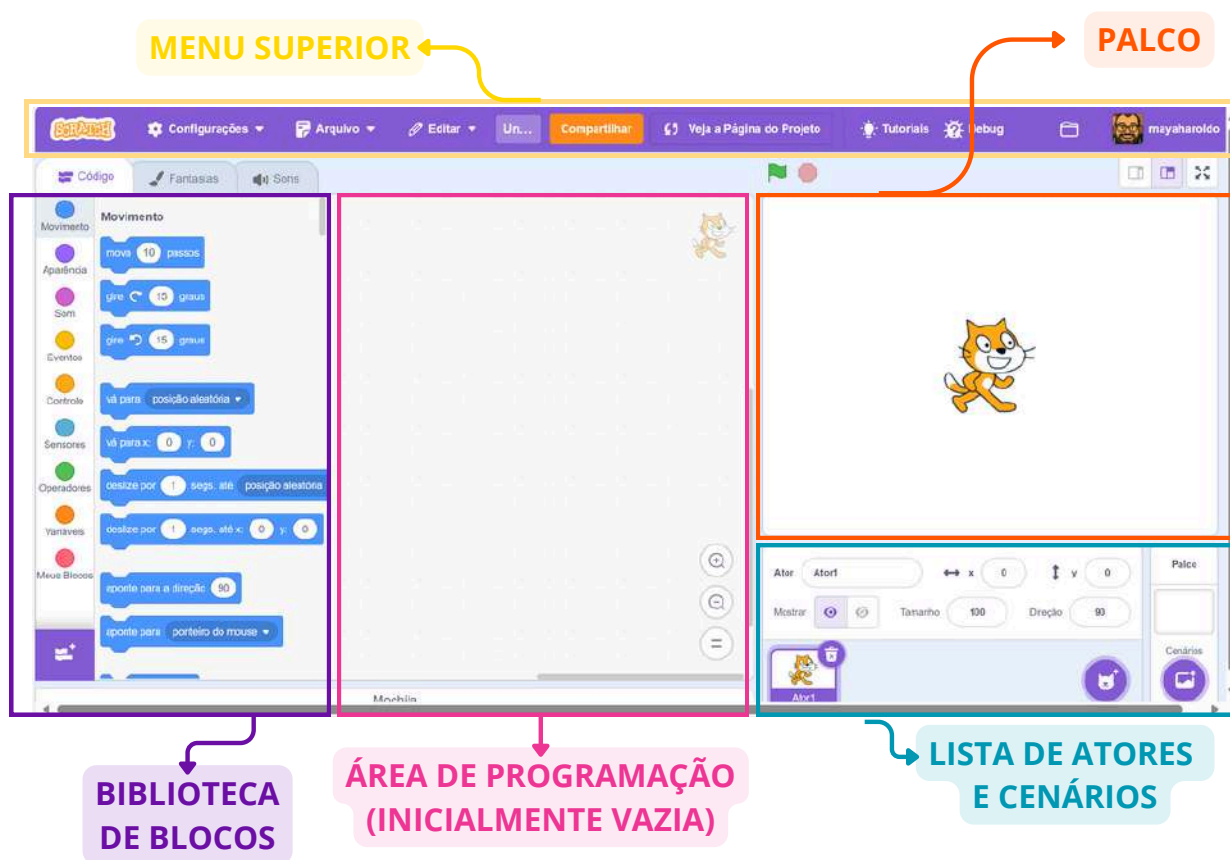 MENU SUPERIOR
PALCO
SCRATCH
Configurações
Arquivo
Editar
Un...
Compartilhar
Veja a Página do Projeto
Tutoriais
Debug
mayaharoldo
Código
Fantasias
Sons
Movimento
Aparência
Som
Eventos
Controle
Sensores
Operadores
Variáveis
Meus Blocos
Movimento
mova 10 passos
gire 15 graus
gire 15 graus
vá para posição aleatória
vá para x: 0 y: 0
deslize por 1 segs. até posição aleatória
deslize por 1 segs. até x: 0 y: 0
aponte para a direção 90
aponte para ponteiro do mouse
Mochila
Ator Ator1
x 0
y 0
Mostrar
Tamanho 100
Direção 90
Ator1
Palco
Cenários
BIBLIOTECA
DE BLOCOS
ÁREA DE PROGRAMAÇÃO
(INICIALMENTE VAZIA)
LISTA DE ATORES
E CENÁRIOS